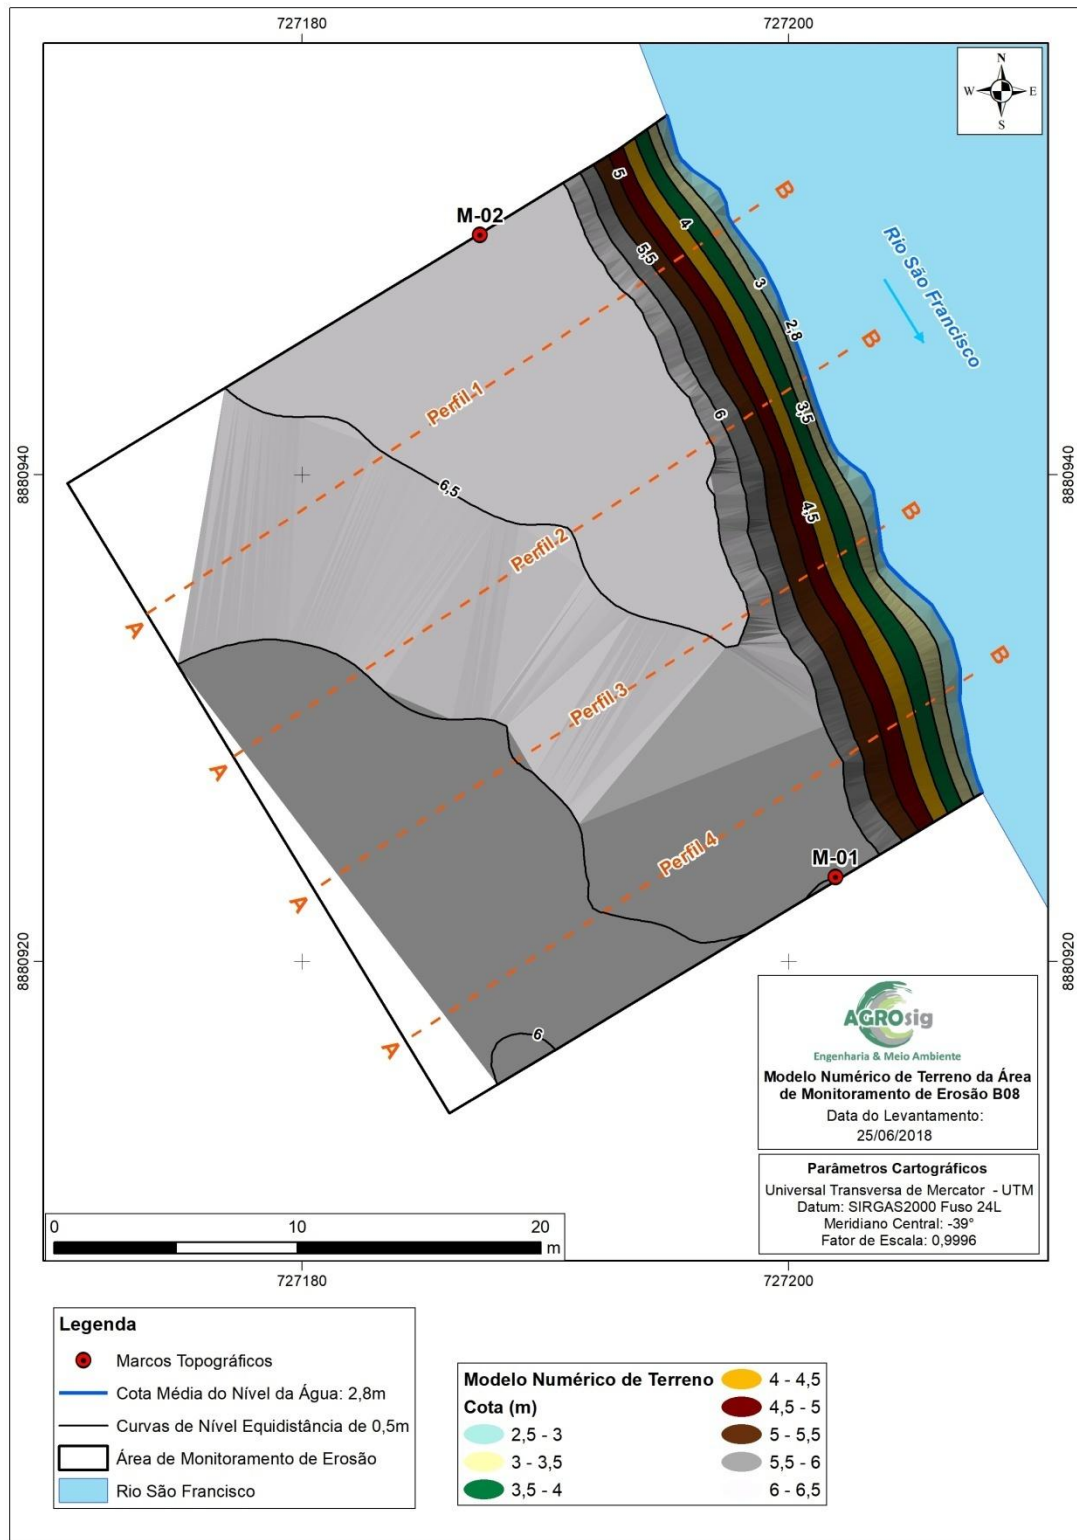 727180
727200
N
W
E
S
M-02
5
B
4
5,5
3
Rio São Francisco
2,8
B
Perfil 1
6
3,5
8880940
8880940
6,5
4,5
B
Perfil 2
A
B
Perfil 3
A
Perfil 4
M-01
A
8880920
8880920
6
A
AGROsig
Engenharia & Meio Ambiente
Modelo Numérico de Terreno da Área
de Monitoramento de Erosão B08
Data do Levantamento:
25/06/2018
Parâmetros Cartográficos
Universal Transversa de Mercator - UTM
Datum: SIRGAS2000 Fuso 24L
Meridiano Central: -39°
Fator de Escala: 0,9996
0
10
20
m
727180
727200
Legenda
Marcos Topográficos
Cota Média do Nível da Água: 2,8m
Curvas de Nível Equidistância de 0,5m
Área de Monitoramento de Erosão
Rio São Francisco
Modelo Numérico de Terreno
Cota (m)
2,5 - 3
3 - 3,5
3,5 - 4
4 - 4,5
4,5 - 5
5 - 5,5
5,5 - 6
6 - 6,5